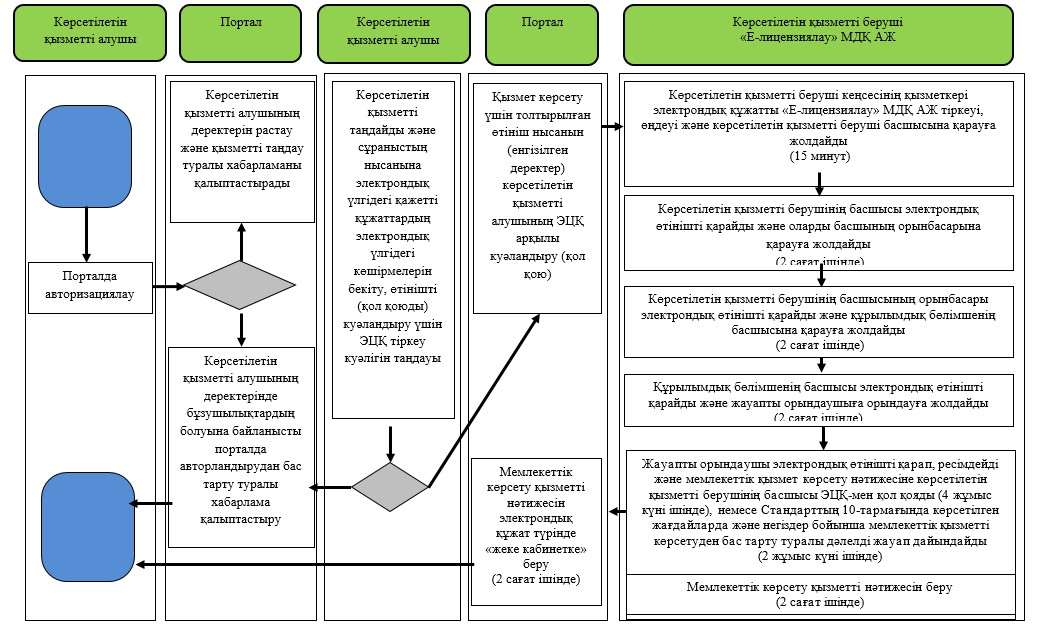 Көрсетілетін
қызметті алушы
Портал
Көрсетілетін
қызметті алушы
Портал
Көрсетілетін қызметті беруші
«Е-лицензиялау» МДҚ АЖ
Порталда
авторизациялау
Көрсетілетін
қызметті алушының
деректерін растау
және қызметті таңдау
туралы хабарламаны
қалыптастырады
Көрсетілетін
қызметті алушының
деректерінде
бұзушылықтардың
болуына байланысты
порталда
авторландырудан бас
тарту туралы
хабарлама
қалыптастыру
Көрсетілетін
қызметті
таңдайды және
сұраныстың
нысанына
электрондық
үлгідегі қажетті
құжаттардың
электрондық
үлгідегі
көшірмелерін
бекіту, өтінішті
(қол қоюды)
куәландыру үшін
ЭЦҚ тіркеу
куәлігін таңдауы
Қызмет көрсету
үшін толтырылған
өтініш нысанын
(енгізілген
деректер)
көрсетілетін
қызметті
алушының ЭЦҚ
арқылы
куәландыру (қол
қою)
Мемлекеттік
көрсету қызметті
нәтижесін
электрондық
құжат түрінде
«жеке кабинетке»
беру
(2 сағат ішінде)
Көрсетілетін қызметті беруші кеңсесінің қызметкері
электрондық құжатты «Е-лицензиялау» МДҚ АЖ тіркеуі,
өңдеуі және көрсетілетін қызметті беруші басшысына қарауға
жолдайды
(15 минут)
Көрсетілетін қызметті берушінің басшысы электрондық
өтінішті қарайды және оларды басшының орынбасарына
қарауға жолдайды
(2 сағат ішінде)
Көрсетілетін қызметті берушінің басшысының орынбасары
электрондық өтінішті қарайды және құрылымдық бөлімшенің
басшысына қарауға жолдайды
(2 сағат ішінде)
Құрылымдық бөлімшенің басшысы электрондық өтінішті
қарайды және жауапты орындаушыға орындауға жолдайды
(2 сағат ішінде)
Жауапты орындаушы электрондық өтінішті қарап, ресімдейді
және мемлекеттік қызмет көрсету нәтижесіне көрсетілетін
қызметті берушінің басшысы ЭЦҚ-мен қол қояды (4 жұмыс
күні ішінде), немесе Стандарттың 10-тармағында көрсетілген
жағдайларда және негіздер бойынша мемлекеттік қызметті
көрсетуден бас тарту туралы дәлелді жауап дайындайды
(2 жұмыс күні ішінде)
Мемлекеттік көрсету қызметті нәтижесін беру
(2 сағат ішінде)